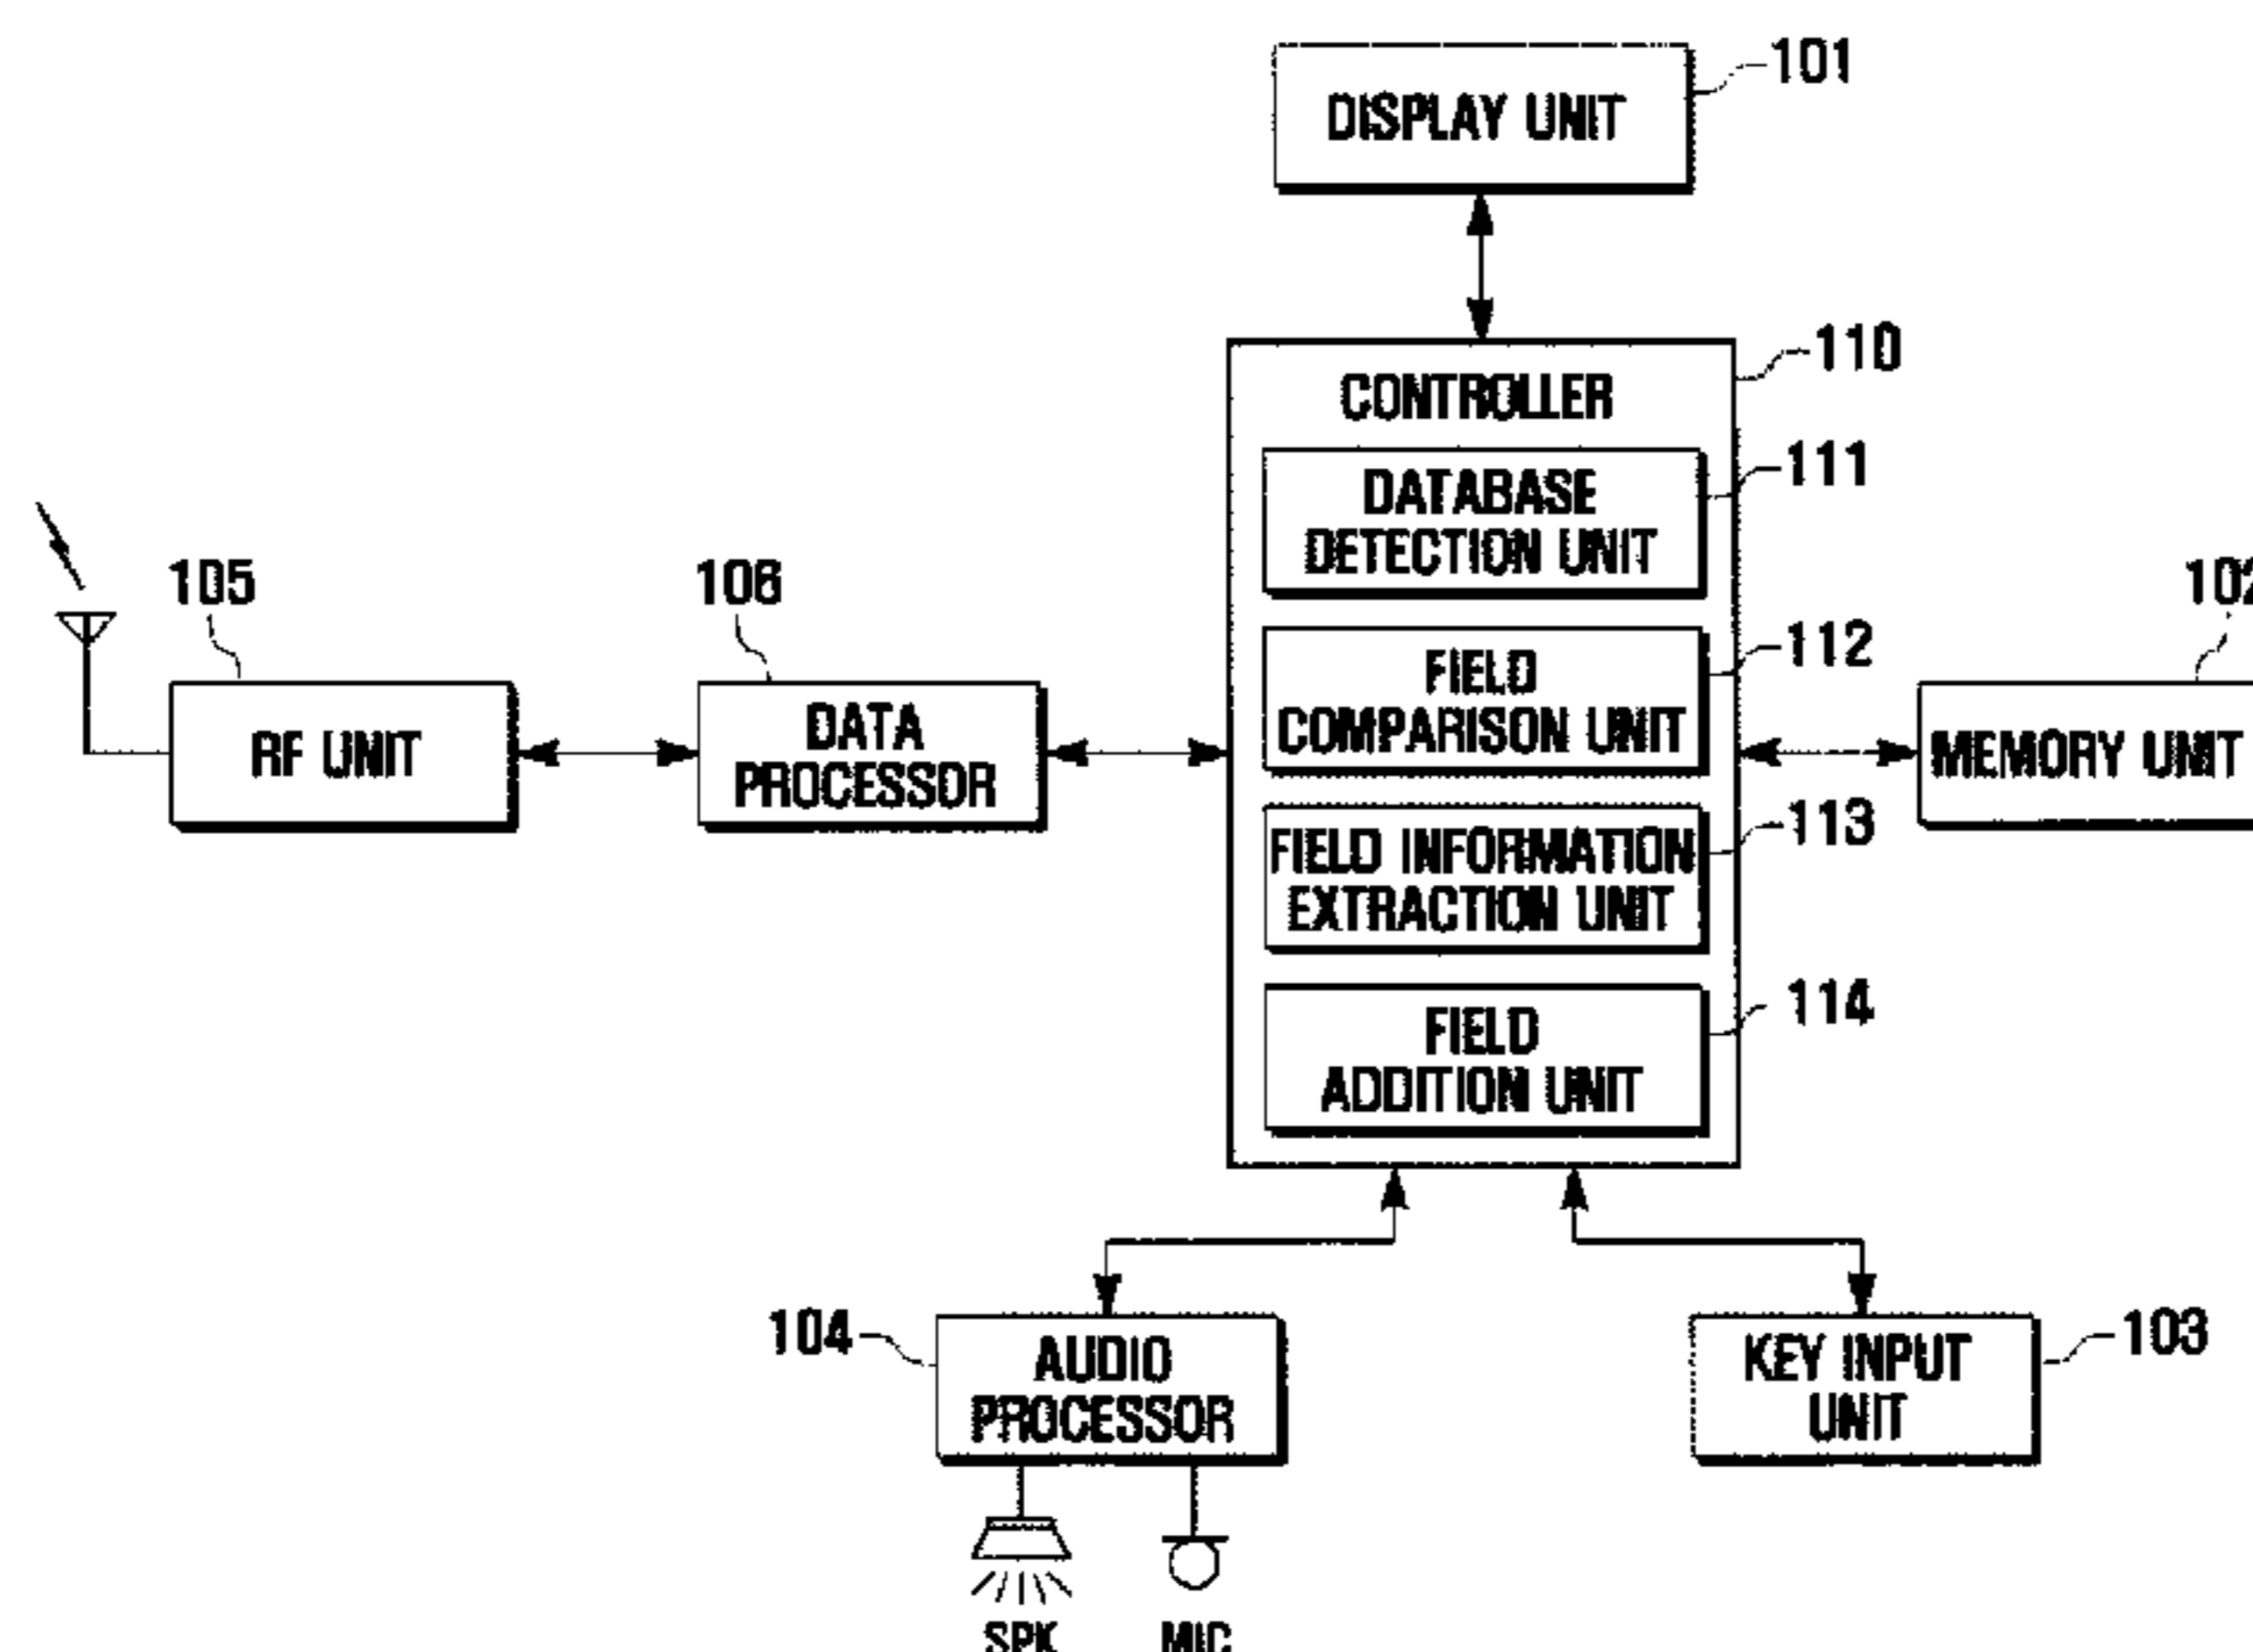 101
DISPLAY UNIT
110
CONTROLLER
111
DATABASE
DETECTION UNIT
105
106
102
112
FIELD
COMPARISON UNIT
RF UNIT
DATA
PROCESSOR
MEMORY UNIT
113
FIELD INFORMATION
EXTRACTION UNIT
114
FIELD
ADDITION UNIT
104
AUDIO
PROCESSOR
103
KEY INPUT
UNIT
SPK
MIC